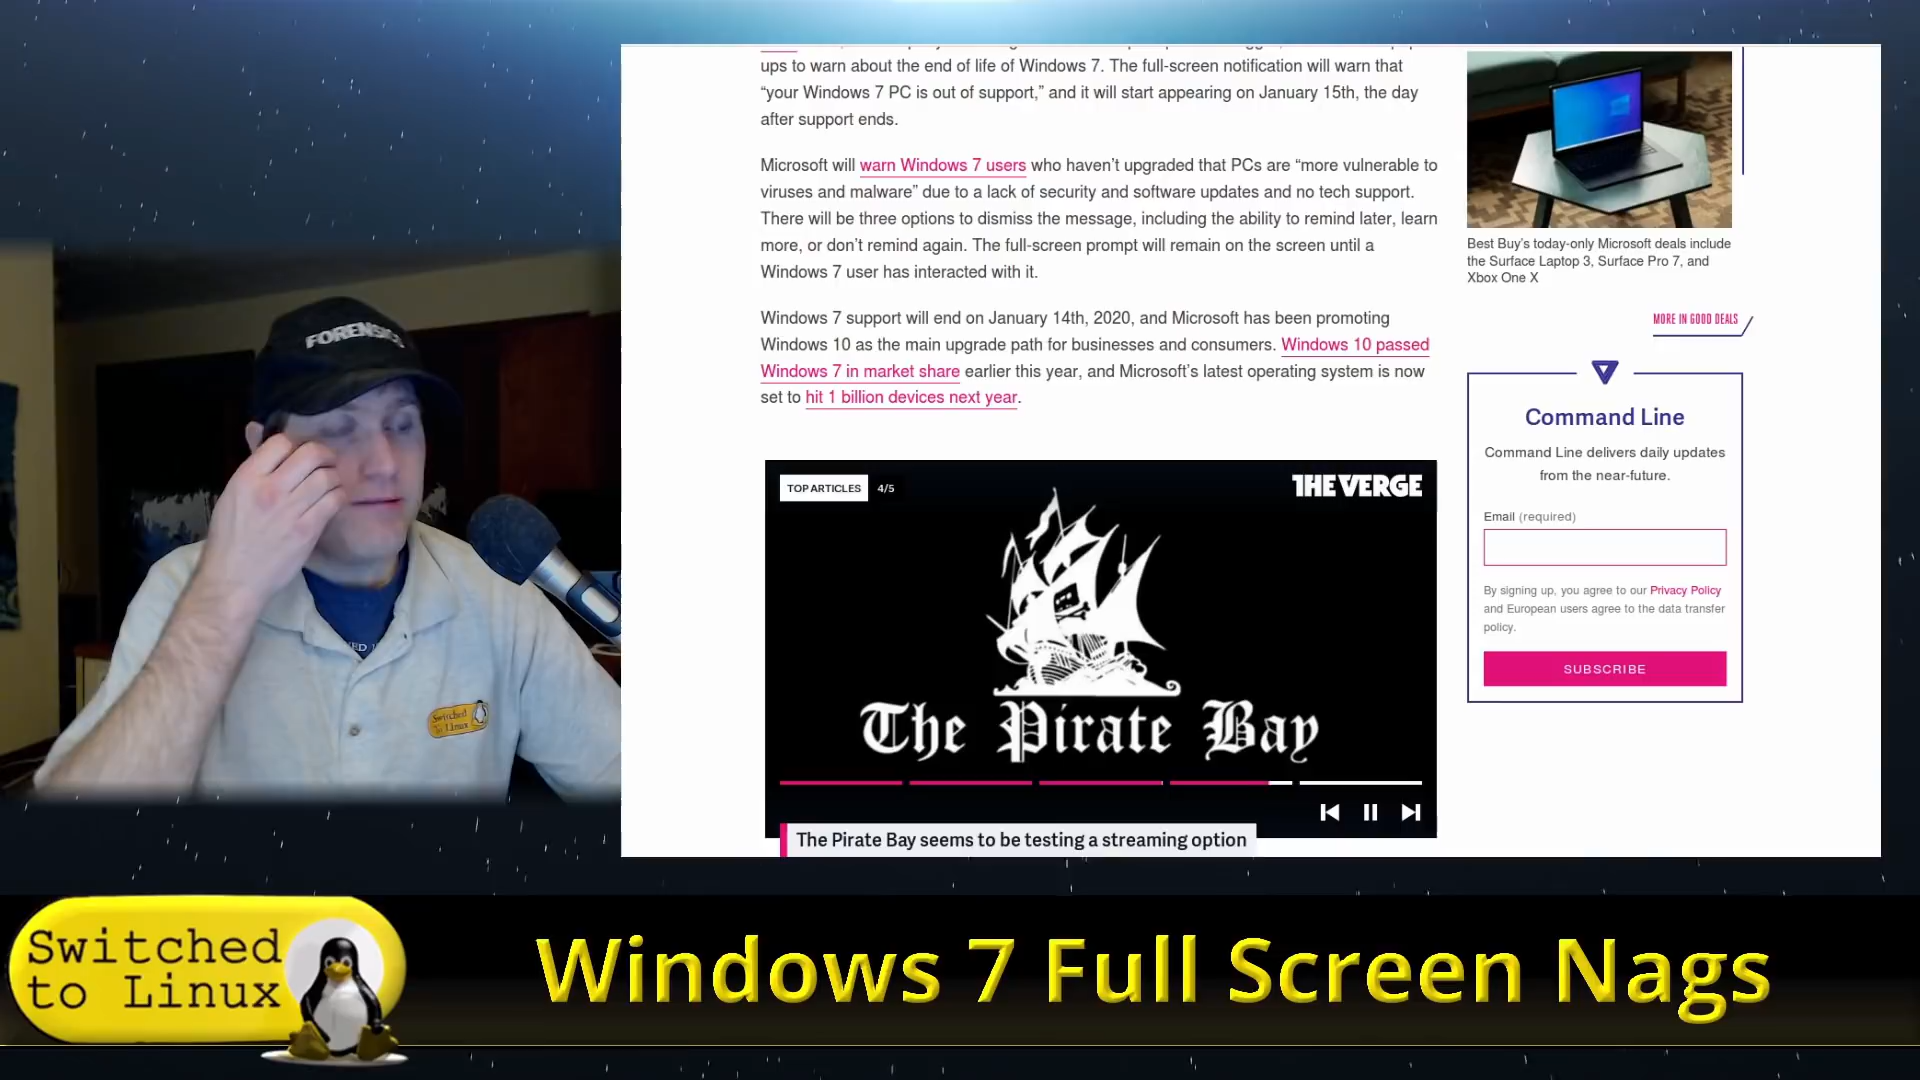 ups to warn about the end of life of Windows 7. The full-screen notification will warn that
“your Windows 7 PC is out of support,” and it will start appearing on January 15th, the day
after support ends.
Microsoft will warn Windows 7 users who haven’t upgraded that PCs are “more vulnerable to
viruses and malware” due to a lack of security and software updates and no tech support.
There will be three options to dismiss the message, including the ability to remind later, learn
more, or don’t remind again. The full-screen prompt will remain on the screen until a
Windows 7 user has interacted with it.
Windows 7 support will end on January 14th, 2020, and Microsoft has been promoting
Windows 10 as the main upgrade path for businesses and consumers. Windows 10 passed
Windows 7 in market share earlier this year, and Microsoft’s latest operating system is now
set to hit 1 billion devices next year.
TOP ARTICLES 4/5
THE VERGE
The Pirate Bay
The Pirate Bay seems to be testing a streaming option
Best Buy’s today-only Microsoft deals include
the Surface Laptop 3, Surface Pro 7, and
Xbox One X
MORE IN GOOD DEALS
Command Line
Command Line delivers daily updates
from the near-future.
Email (required)
By signing up, you agree to our Privacy Policy
and European users agree to the data transfer
policy.
SUBSCRIBE
Switched
to Linux
Switched
to Linux
Windows 7 Full Screen Nags